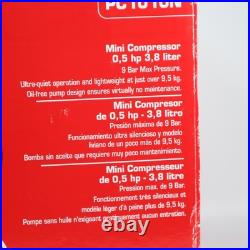 PC1010N
Mini Compressor
0,5 hp 3,8 liter
9 Bar Max Pressure.
Ultra-quiet operation and lightweight at just over 9,5 kg.
Oil-free pump design ensures virtually no maintenance.
Mini Compresor
de 0,5 hp - 3,8 litro
Presión máxima de 9 Bar.
Funcionamiento ultra silencioso y modelo
liviano un poco más de 9,5 kg.
Bomba sin aceite que requiere muy poco mantenimiento.
Mini Compresseur
de 0,5 hp - 3,8 litre
Pression max. de 9 Bar.
Fonctionnement très silencieux et
modèle léger d'à peine plus de 9,5 kg.
Pompe sans huile n'exigeant pratiquement aucun entretien.